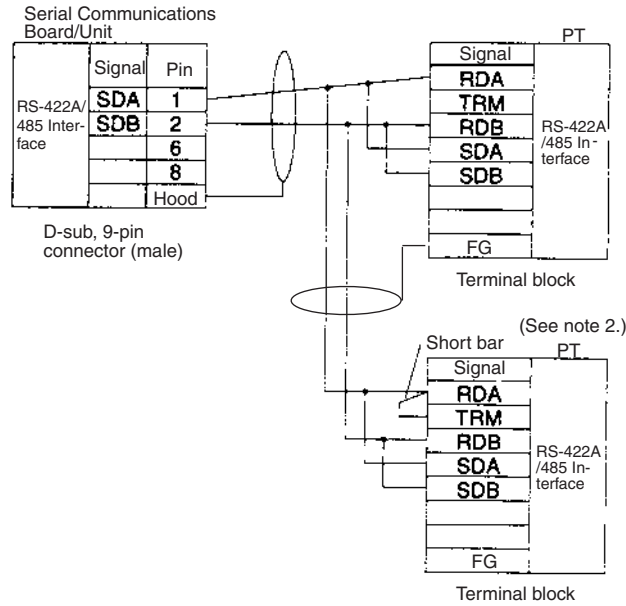 Serial Communications
Board/Unit
RS-422A/
485 Inter-
face
Signal Pin
SDA 1
SDB 2
6
8
Hood
D-sub, 9-pin
connector (male)
PT
Signal
RDA
TRM
RDB
SDA
SDB
FG
RS-422A
/485 In-
terface
Terminal block
(See note 2.)
Short bar
PT
Signal
RDA
TRM
RDB
SDA
SDB
FG
RS-422A
/485 In-
terface
Terminal block